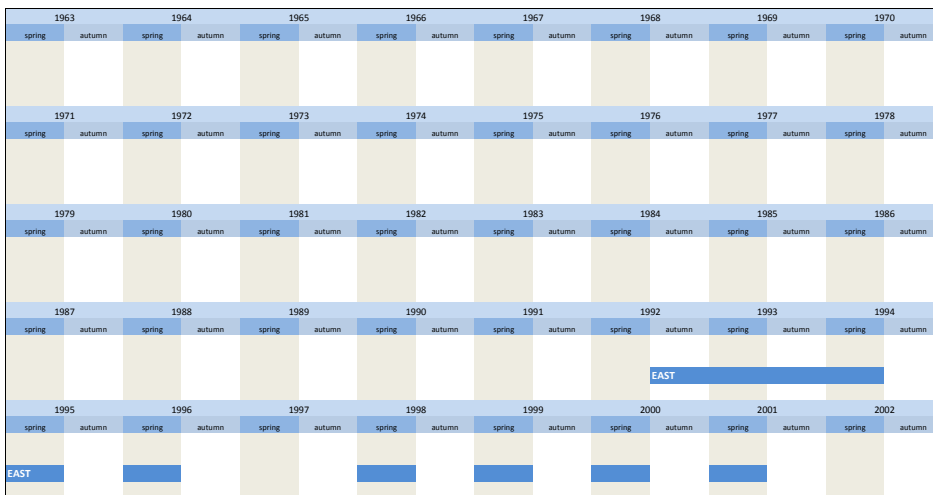 1963 1964 1965 1966 1967 1968 1969 1970
spring autumn spring autumn spring autumn spring autumn spring autumn spring autumn spring autumn spring autumn
1971 1972 1973 1974 1975 1976 1977 1978
spring autumn spring autumn spring autumn spring autumn spring autumn spring autumn spring autumn spring autumn
1979 1980 1981 1982 1983 1984 1985 1986
spring autumn spring autumn spring autumn spring autumn spring autumn spring autumn spring autumn spring autumn
1987 1988 1989 1990 1991 1992 1993 1994
spring autumn spring autumn spring autumn spring autumn spring autumn spring autumn spring autumn spring autumn
EAST
1995 1996 1997 1998 1999 2000 2001 2002
spring autumn spring autumn spring autumn spring autumn spring autumn spring autumn spring autumn spring autumn
EAST